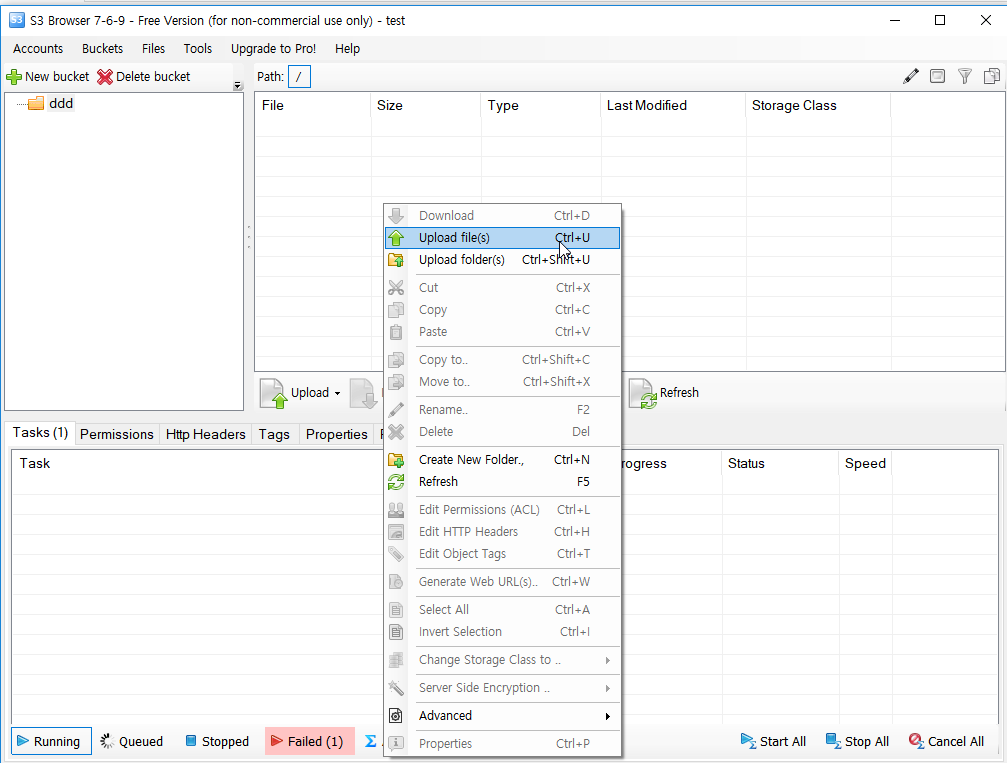 S3 Browser 7-6-9 - Free Version (for non-commercial use only) - test
Accounts Buckets Files Tools Upgrade to Pro! Help
New bucket Delete bucket
Path: /
ddd
File Size Type Last Modified Storage Class
Download Ctrl+D
Upload file(s) Ctrl+U
Upload folder(s) Ctrl+Shift+U
Cut Ctrl+X
Copy Ctrl+C
Paste Ctrl+V
Copy to.. Ctrl+Shift+C
Move to.. Ctrl+Shift+X
Rename.. F2
Delete Del
Create New Folder., Ctrl+N
Refresh F5
Edit Permissions (ACL) Ctrl+L
Edit HTTP Headers Ctrl+H
Edit Object Tags Ctrl+T
Generate Web URL(s).. Ctrl+W
Select All Ctrl+A
Invert Selection Ctrl+I
Change Storage Class to ..
Server Side Encryption ..
Advanced
Properties Ctrl+P
Upload Refresh
Tasks (1) Permissions Http Headers Tags Properties
Task rogress Status Speed
Running Queued Stopped Failed (1) Start All Stop All Cancel All